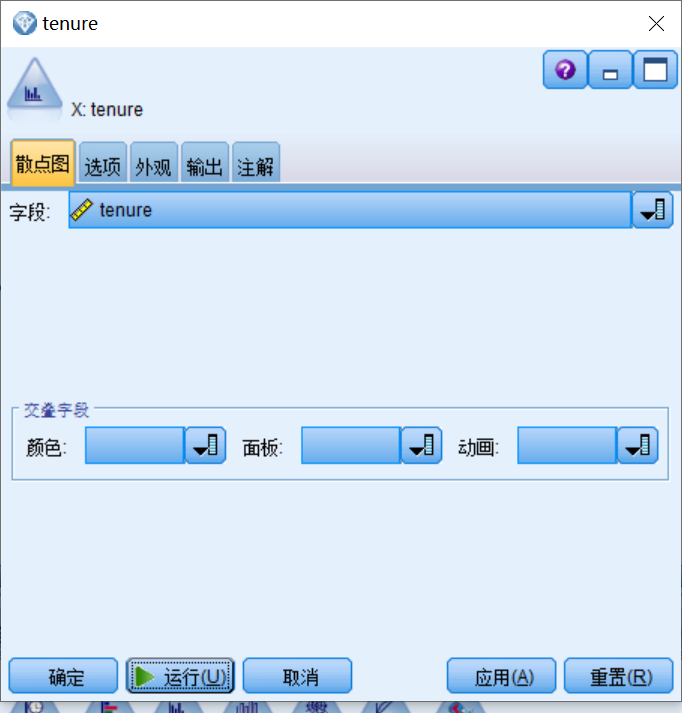 tenure
X: tenure
散点图 选项 外观 输出 注解
字段: tenure
交叠字段
颜色: 面板: 动画:
确定 运行(U) 取消 应用(A) 重置(R)